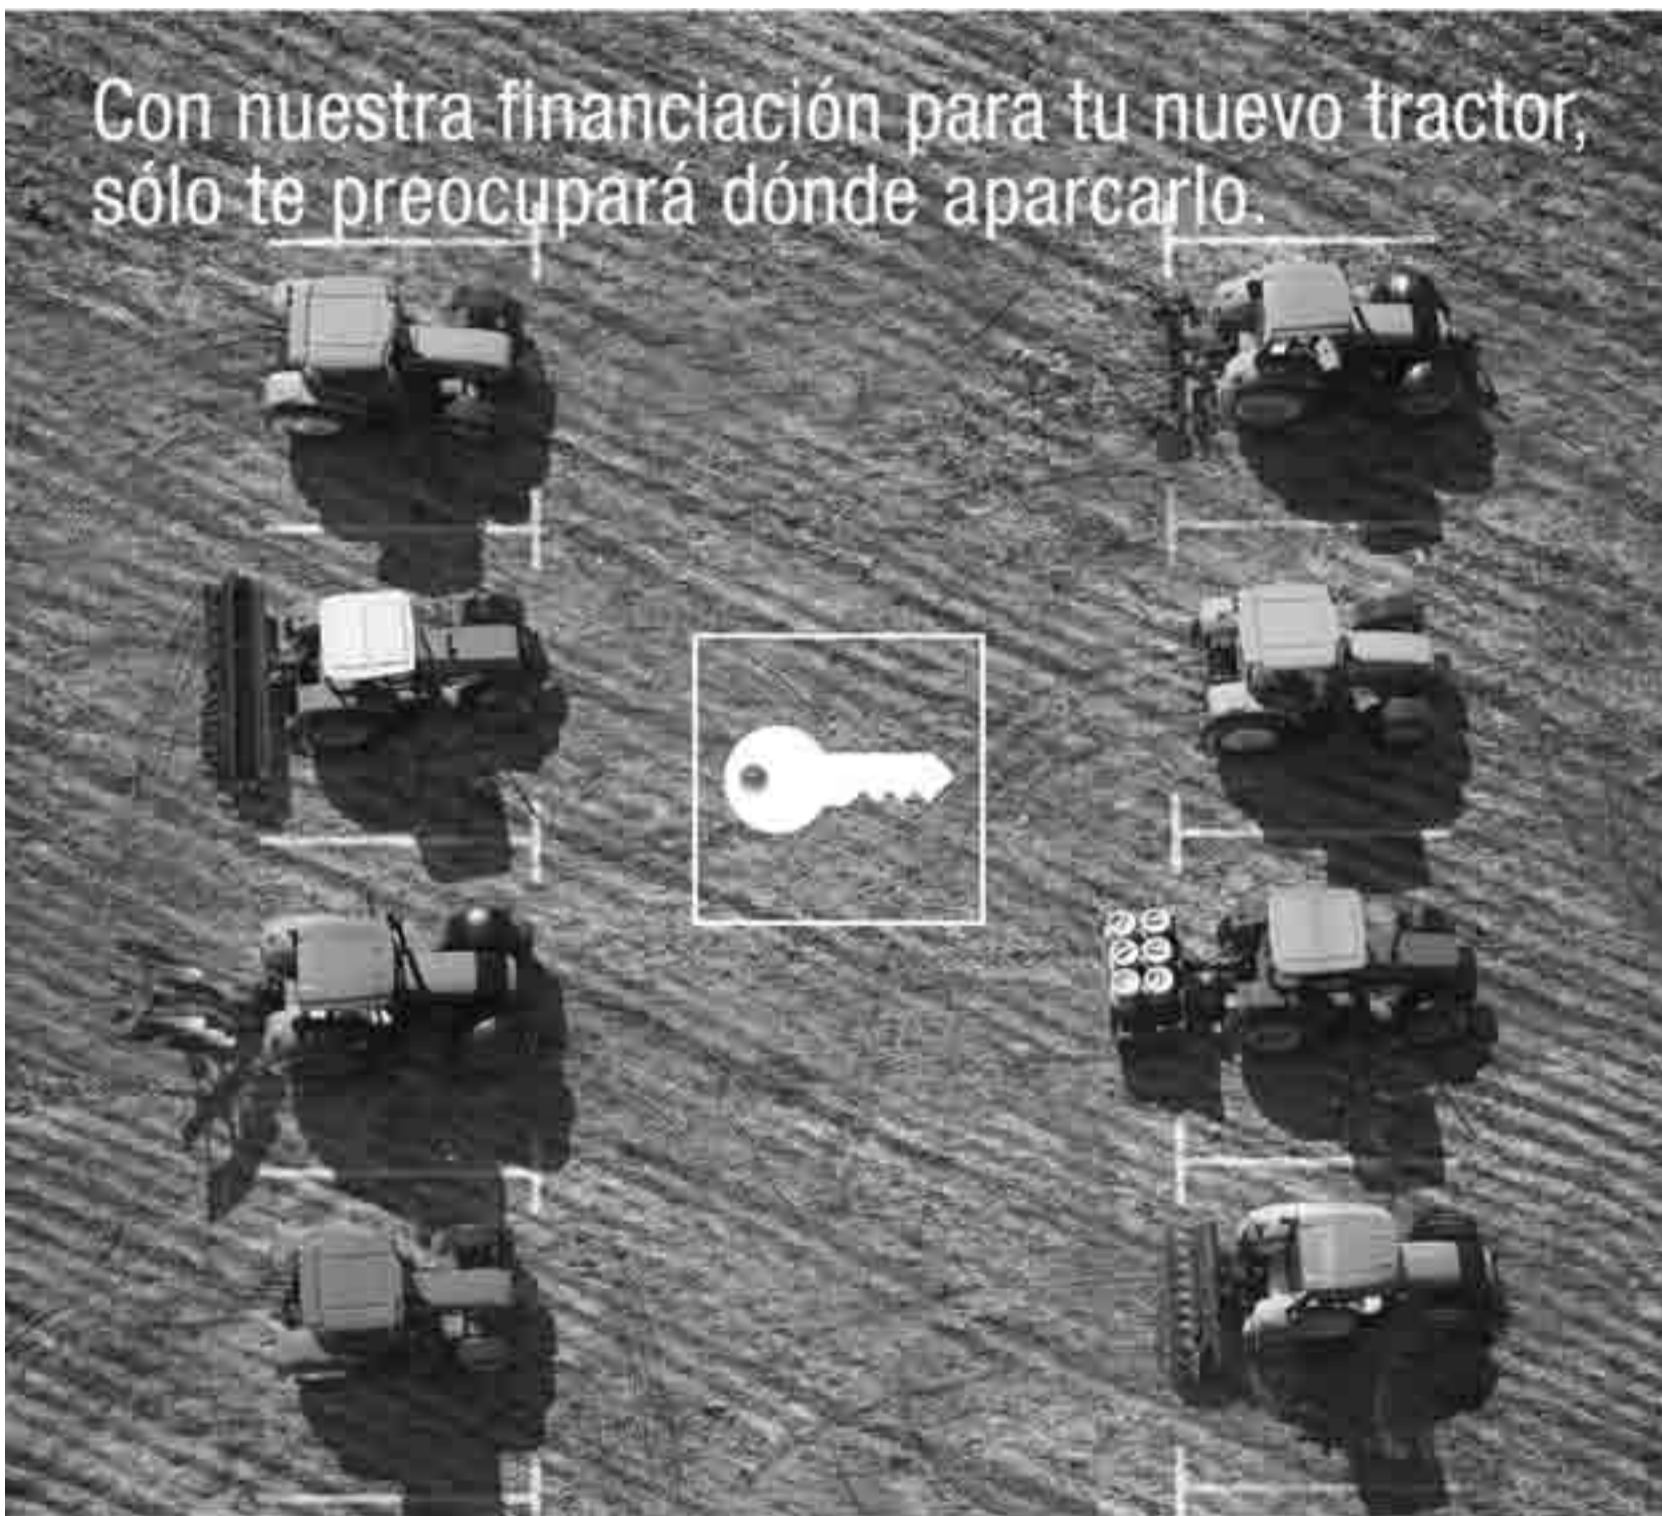 Con nuestra financiación para tu nuevo tractor,
sólo te preocupará dónde aparcarlo.